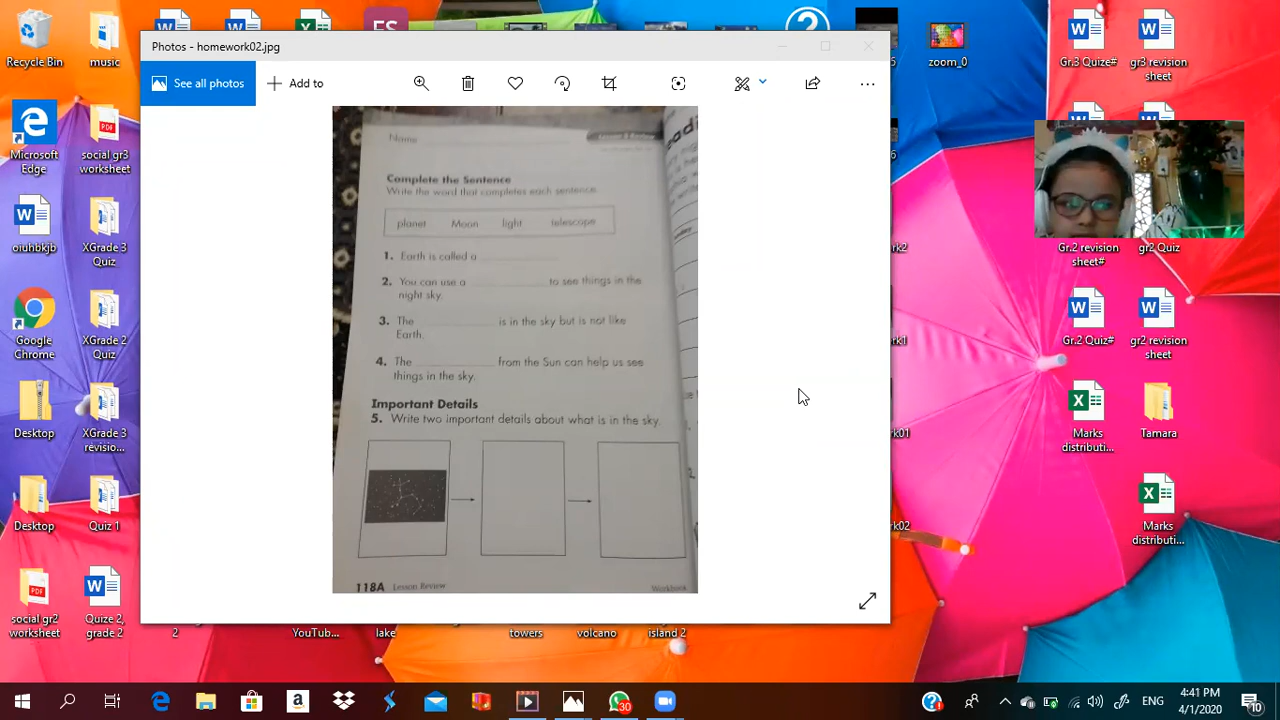 Recycle Bin
music
Microsoft Edge
social gr3 worksheet
oiuhbkjb
XGrade 3 Quiz
Google Chrome
XGrade 2 Quiz
Desktop
XGrade 3 revisio...
Desktop
Quiz 1
social gr2 worksheet
Quize 2, grade 2
ES
Photos - homework02.jpg
See all photos
Add to
Name
Complete the Sentence
Write the word that completes each sentence.
planet Moon light telescope
1. Earth is called a
2. You can use a to see things in the
night sky.
3. The is in the sky but is not like
Earth.
4. The from the Sun can help us see
things in the sky.
Important Details
5. Write two important details about what is in the sky.
118A Lesson Review
Workbook
2
YouTub...
lake
towers
volcano
island 2
zoom_0
Gr.3 Quize#
gr3 revision sheet
Gr.2 revision sheet#
gr2 Quiz
Gr.2 Quiz#
gr2 revision sheet
Marks distributi...
Tamara
Marks distributi...
30
ENG
4:41 PM
4/1/2020
10